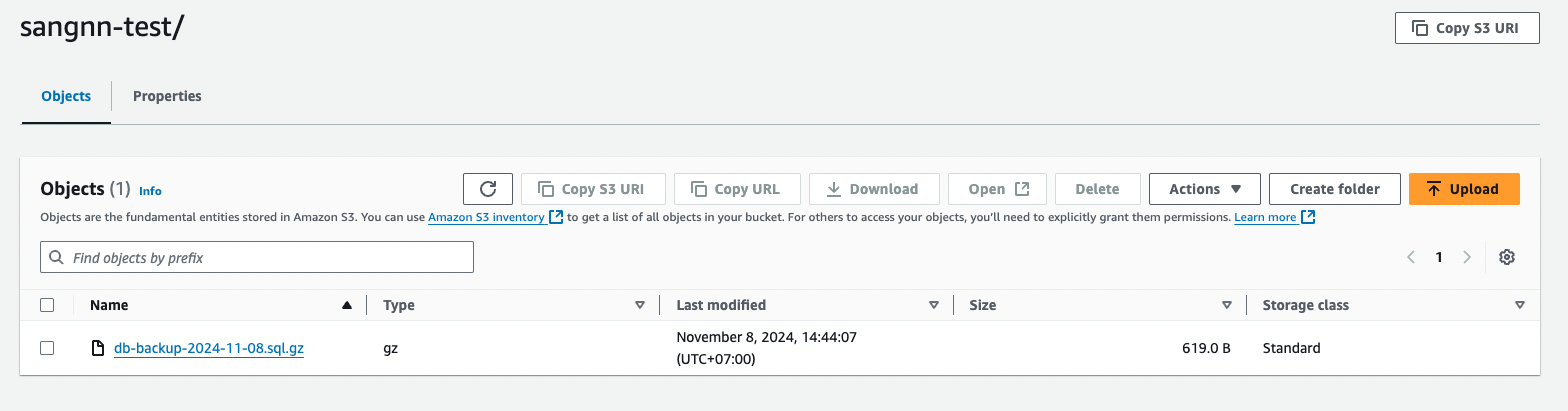 sangnn-test/
Copy S3 URI
Objects
Properties
Objects (1) Info
Copy S3 URI
Copy URL
Download
Open
Delete
Actions
Create folder
Upload
Objects are the fundamental entities stored in Amazon S3. You can use Amazon S3 inventory to get a list of all objects in your bucket. For others to access your objects, you'll need to explicitly grant them permissions. Learn more
Find objects by prefix
1
Name
Type
Last modified
Size
Storage class
db-backup-2024-11-08.sql.gz
gz
November 8, 2024, 14:44:07
(UTC+07:00)
619.0 B
Standard